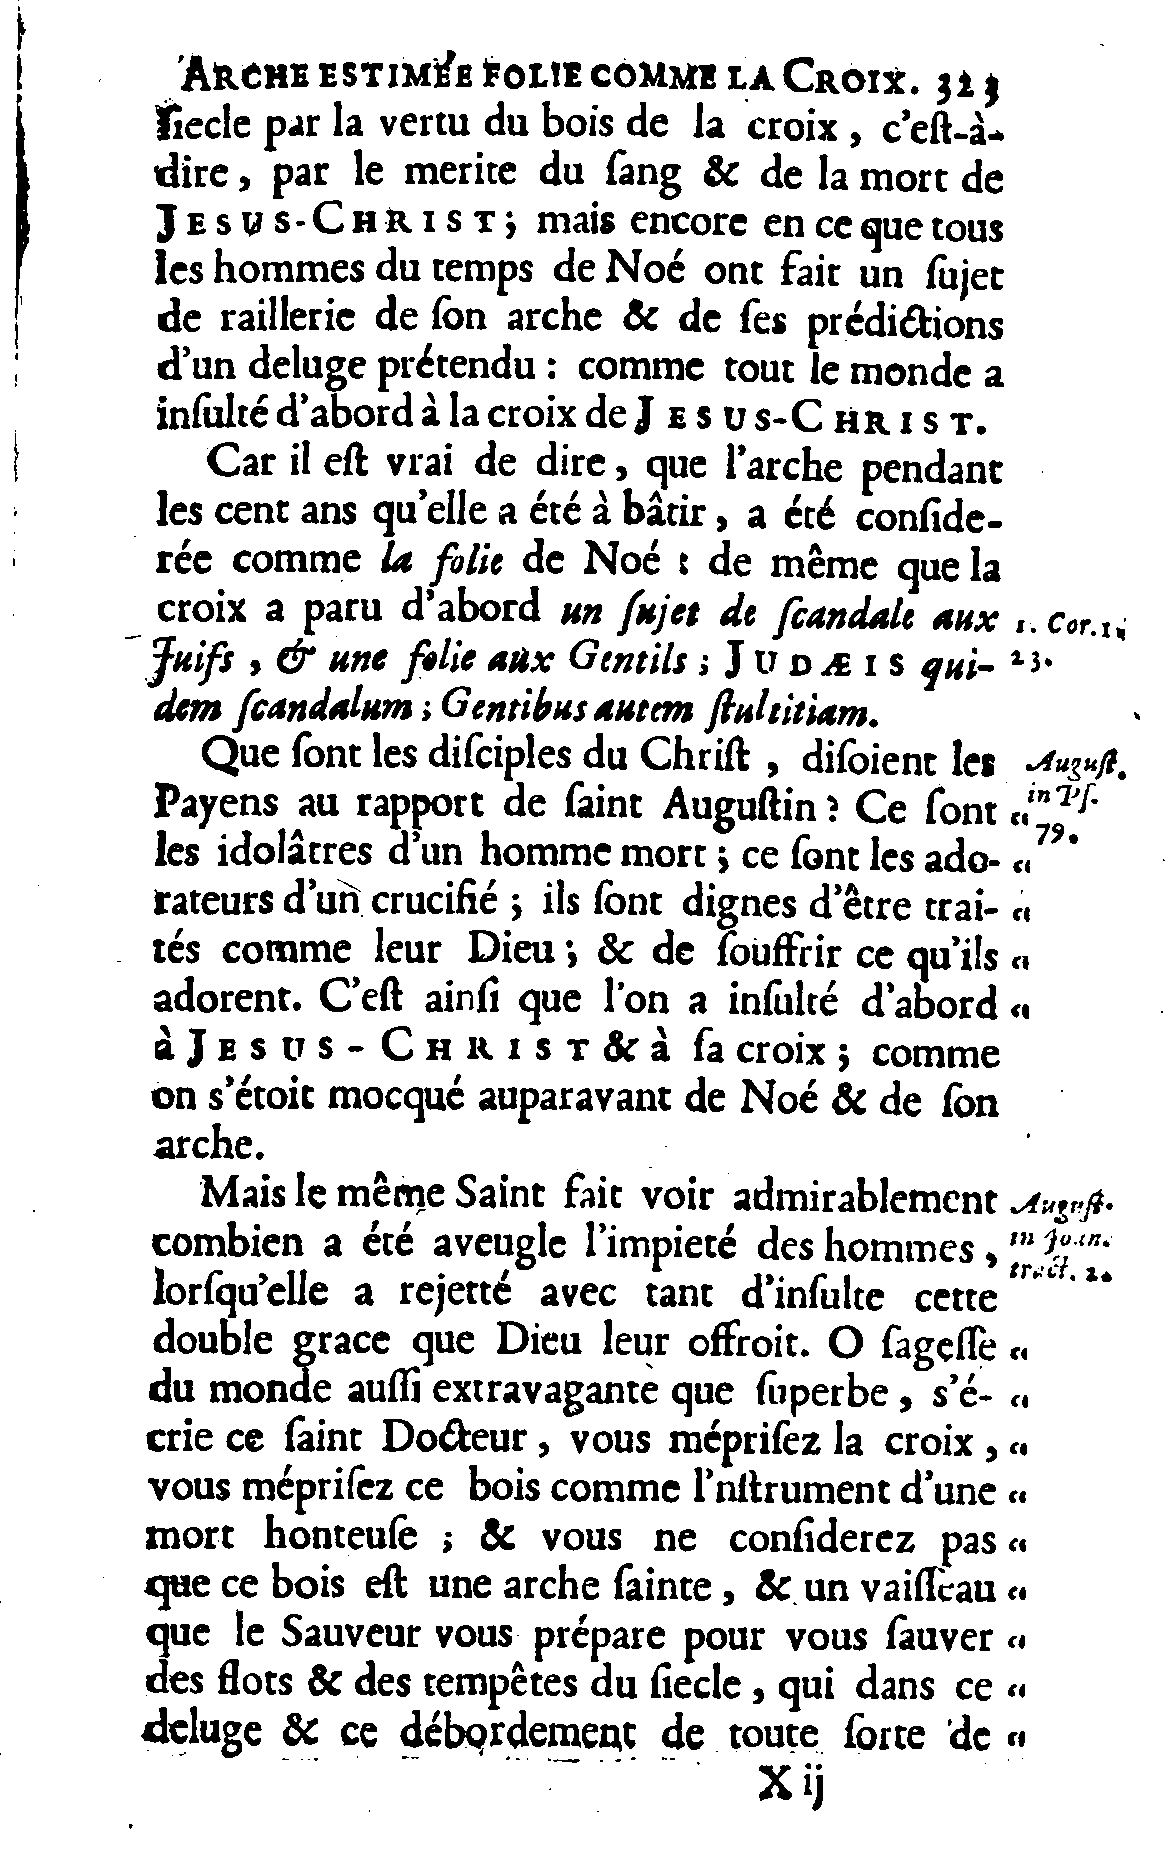 ARCHE ESTIMÉE FOLIE COMME LA CROIX. 323
ſiecle par la vertu du bois de la croix, c'eſt-à-
dire, par le merite du ſang & de la mort de
JESUS-CHRIST; mais encore en ce que tous
les hommes du temps de Noé ont fait un ſujet
de raillerie de ſon arche & de ſes prédictions
d'un deluge prétendu : comme tout le monde a
inſulté d'abord à la croix de JESUS-CHRIST.
Car il eſt vrai de dire, que l'arche pendant
les cent ans qu'elle a été à bâtir, a été conſide-
rée comme la folie de Noé : de même que la
croix a paru d'abord un ſujet de ſcandale aux
1. Cor. 1.
Juifs, & une folie aux Gentils; JUDÆIS qui-
23.
dem ſcandalum; Gentibus autem ſtultitiam.
Que ſont les diſciples du Chriſt, diſoient les
Auguſt.
Payens au rapport de ſaint Auguſtin? Ce ſont “
in Pſ.
79.
les idolâtres d'un homme mort; ce ſont les ado- “
rateurs d'un crucifié; ils ſont dignes d'être trai- “
tés comme leur Dieu; & de ſouffrir ce qu'ils “
adorent. C'eſt ainſi que l'on a inſulté d'abord “
à JESUS-CHRIST & à ſa croix; comme
on s'étoit mocqué auparavant de Noé & de ſon
arche.
Mais le même Saint fait voir admirablement
Auguſt.
combien a été aveugle l'impieté des hommes,
in Joan.
lorſqu'elle a rejetté avec tant d'inſulte cette
tract. 2.
double grace que Dieu leur offroit. O ſageſſe “
du monde auſſi extravagante que ſuperbe, s'é- “
crie ce ſaint Docteur, vous mépriſez la croix, “
vous mépriſez ce bois comme l'nſtrument d'une “
mort honteuſe; & vous ne conſiderez pas “
que ce bois eſt une arche ſainte, & un vaiſſeau “
que le Sauveur vous prépare pour vous ſauver “
des flots & des tempêtes du ſiecle, qui dans ce “
deluge & ce débordement de toute ſorte de “
X ij